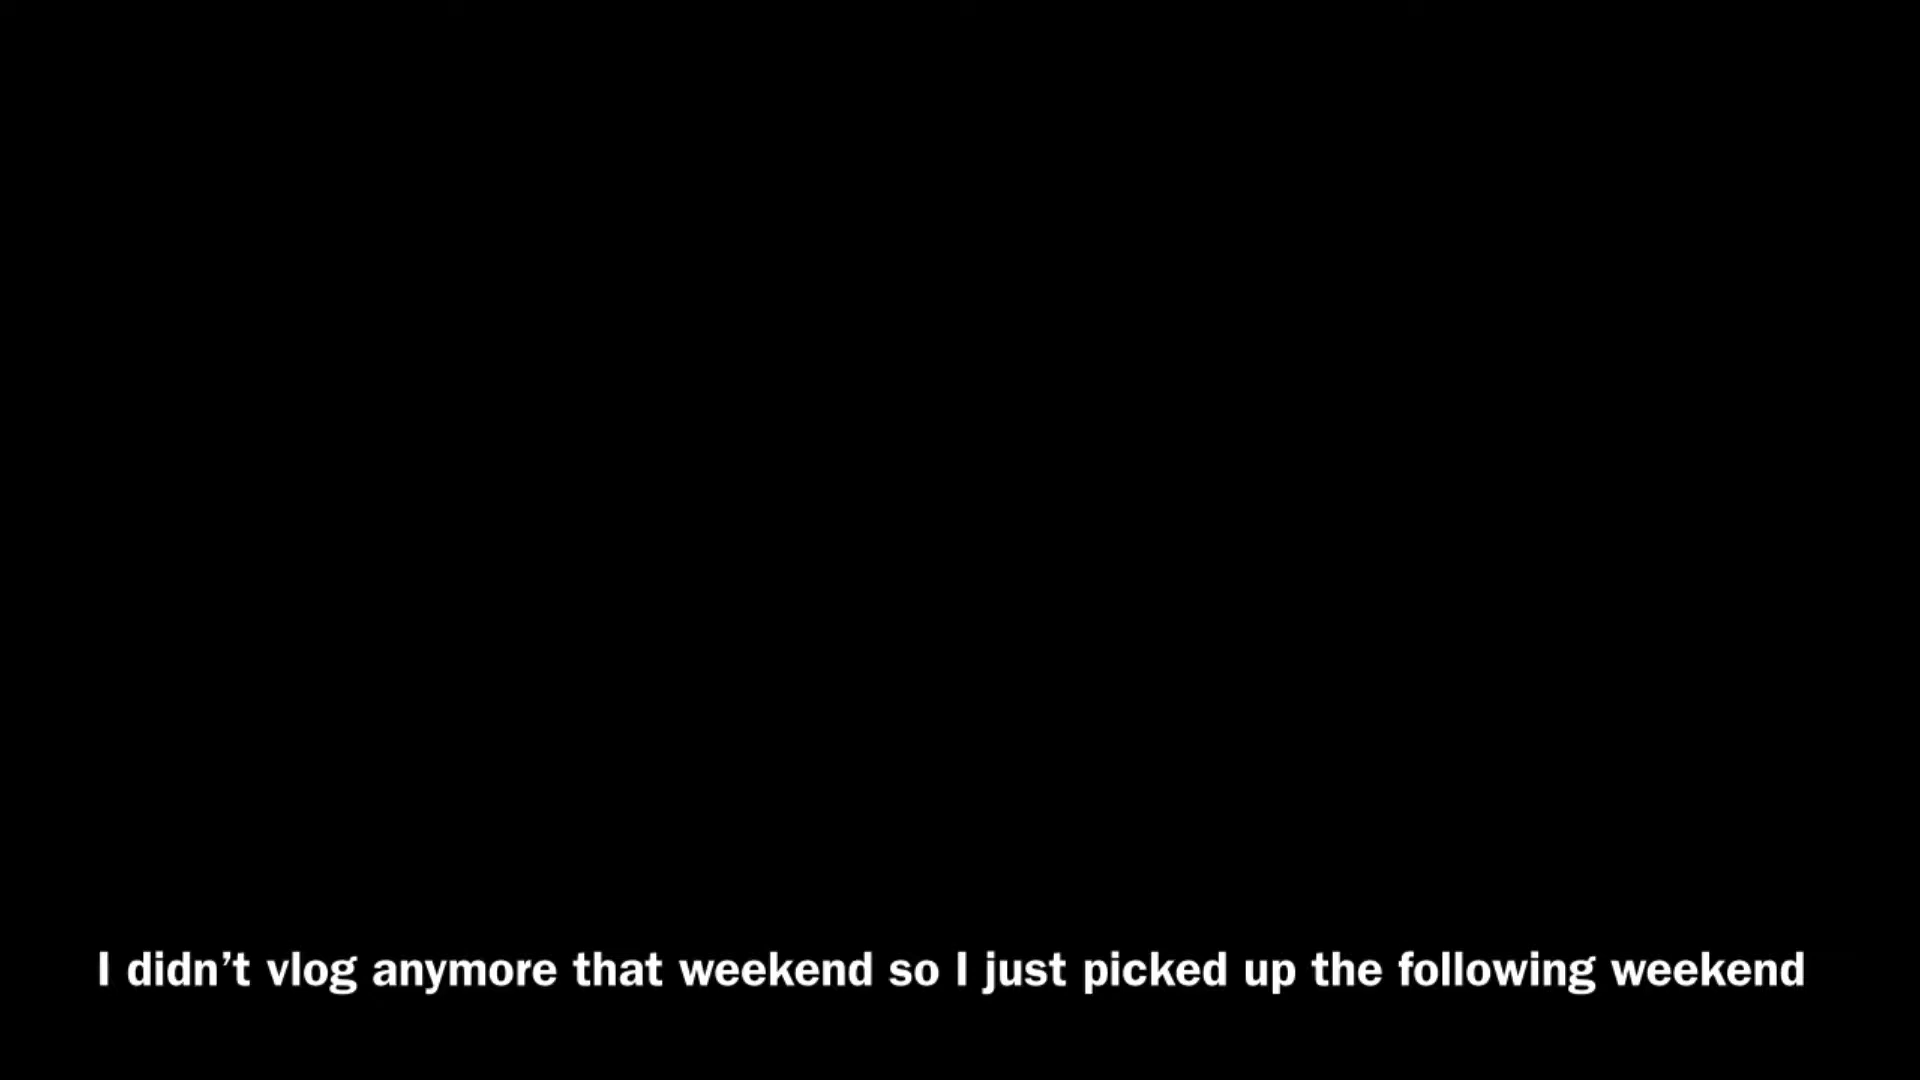 I didn’t vlog anymore that weekend so I just picked up the following weekend